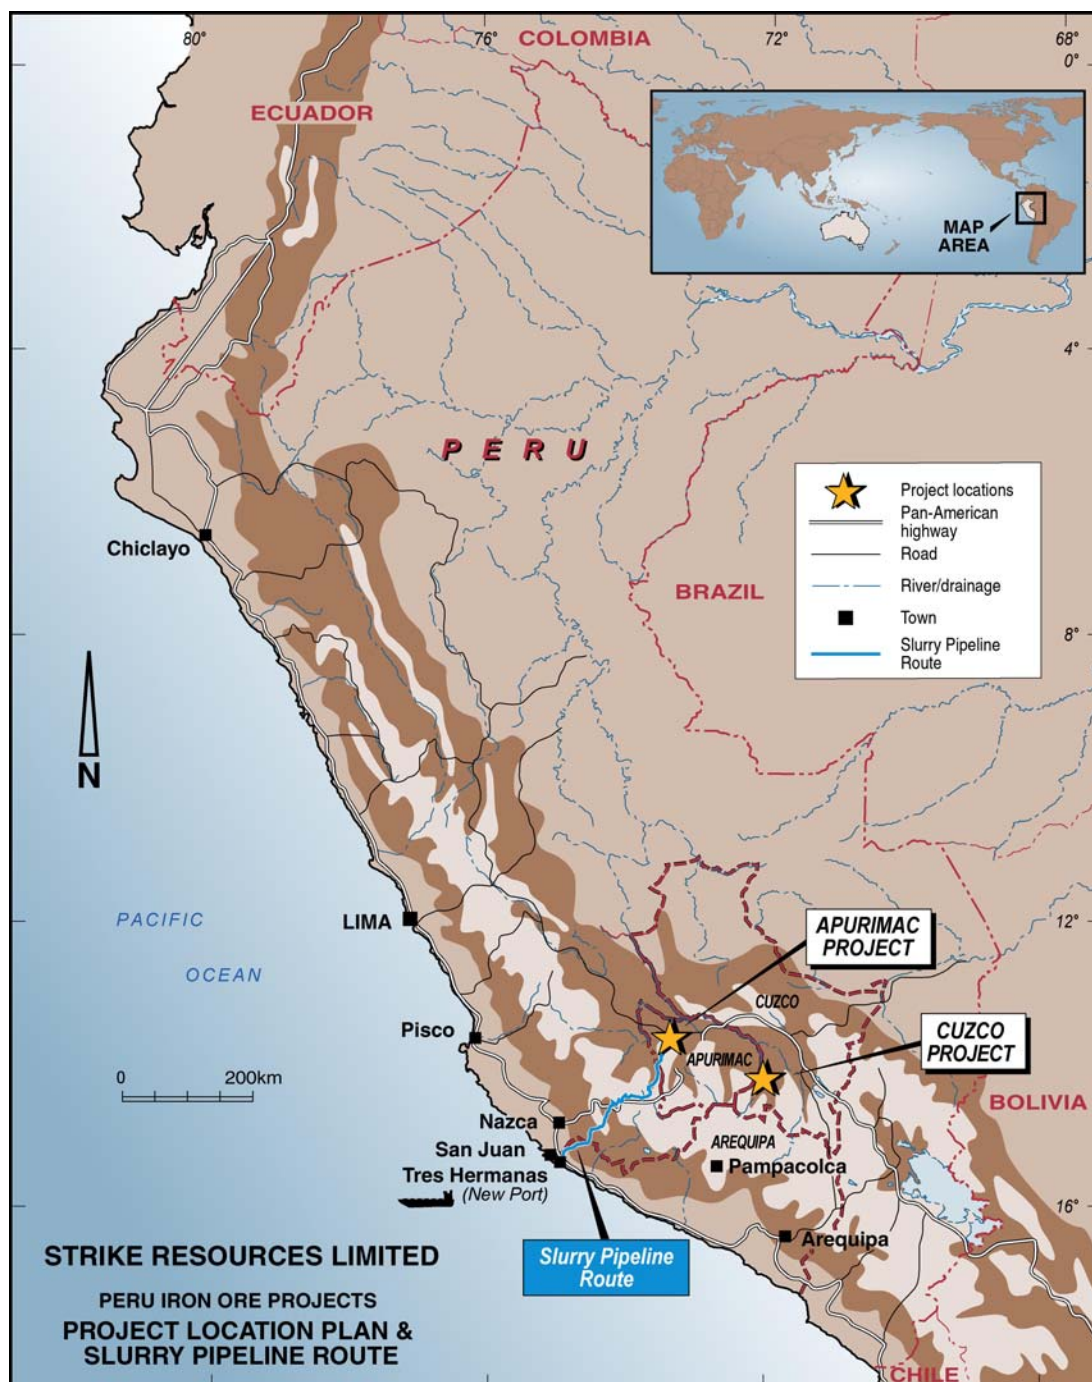 80°
76°
72°
68°
0°
COLOMBIA
ECUADOR
MAP
AREA
4°
PERU
Project locations
Pan-American
highway
Road
River/drainage
Town
Slurry Pipeline
Route
Chiclayo
BRAZIL
8°
N
PACIFIC
OCEAN
LIMA
12°
APURIMAC
PROJECT
CUZCO
CUZCO
PROJECT
Pisco
APURIMAC
0 200km
BOLIVIA
Nazca
San Juan
Tres Hermanas
(New Port)
AREQUIPA
Pampacolca
16°
Arequipa
Slurry Pipeline
Route
STRIKE RESOURCES LIMITED
PERU IRON ORE PROJECTS
PROJECT LOCATION PLAN &
SLURRY PIPELINE ROUTE
CHILE